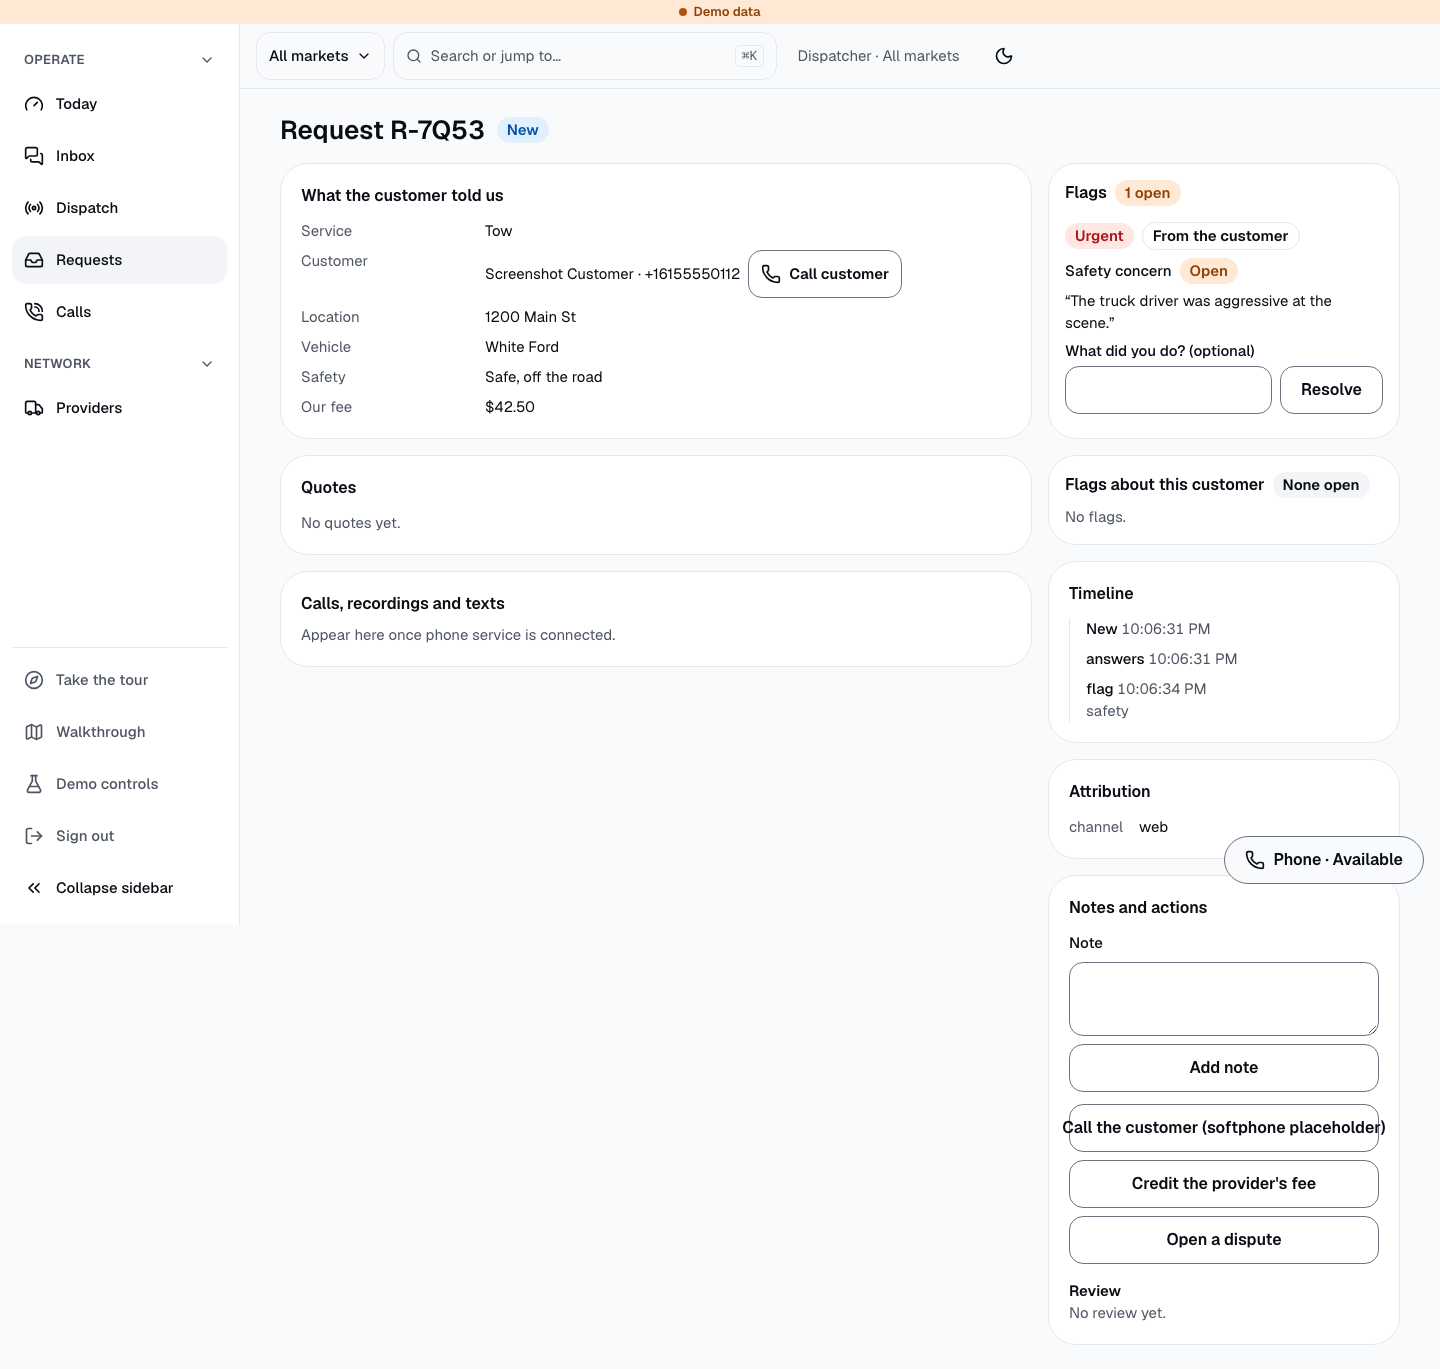 Demo data
OPERATE
Today
Inbox
Dispatch
Requests
Calls
NETWORK
Providers
Take the tour
Walkthrough
Demo controls
Sign out
Collapse sidebar
All markets
Search or jump to...
⌘K
Dispatcher · All markets
Request R-7Q53 New
What the customer told us
Service Tow
Customer Screenshot Customer · +16155550112 Call customer
Location 1200 Main St
Vehicle White Ford
Safety Safe, off the road
Our fee $42.50
Quotes
No quotes yet.
Calls, recordings and texts
Appear here once phone service is connected.
Flags 1 open
Urgent From the customer
Safety concern Open
“The truck driver was aggressive at the
scene.”
What did you do? (optional)
Resolve
Flags about this customer None open
No flags.
Timeline
New 10:06:31 PM
answers 10:06:31 PM
flag 10:06:34 PM
safety
Attribution
channel web
Phone · Available
Notes and actions
Note
Add note
Call the customer (softphone placeholder)
Credit the provider's fee
Open a dispute
Review
No review yet.